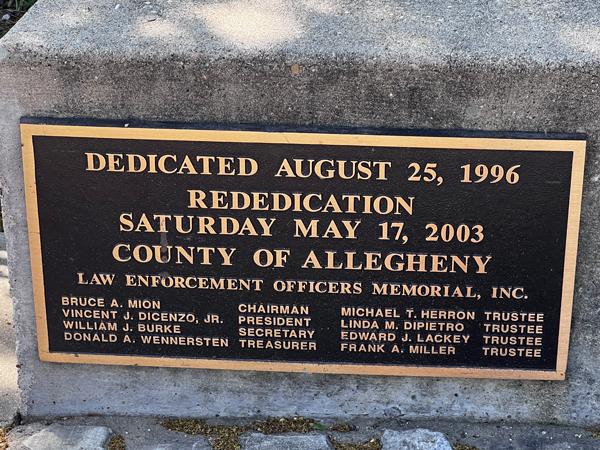 DEDICATED AUGUST 25, 1996
REDEDICATION
SATURDAY MAY 17, 2003
COUNTY OF ALLEGHENY
LAW ENFORCEMENT OFFICERS MEMORIAL, INC.
BRUCE A. MION CHAIRMAN MICHAEL T. HERRON TRUSTEE
VINCENT J. DICENZO, JR. PRESIDENT LINDA M. DIPIETRO TRUSTEE
WILLIAM J. BURKE SECRETARY EDWARD J. LACKEY TRUSTEE
DONALD A. WENNERSTEN TREASURER FRANK A. MILLER TRUSTEE